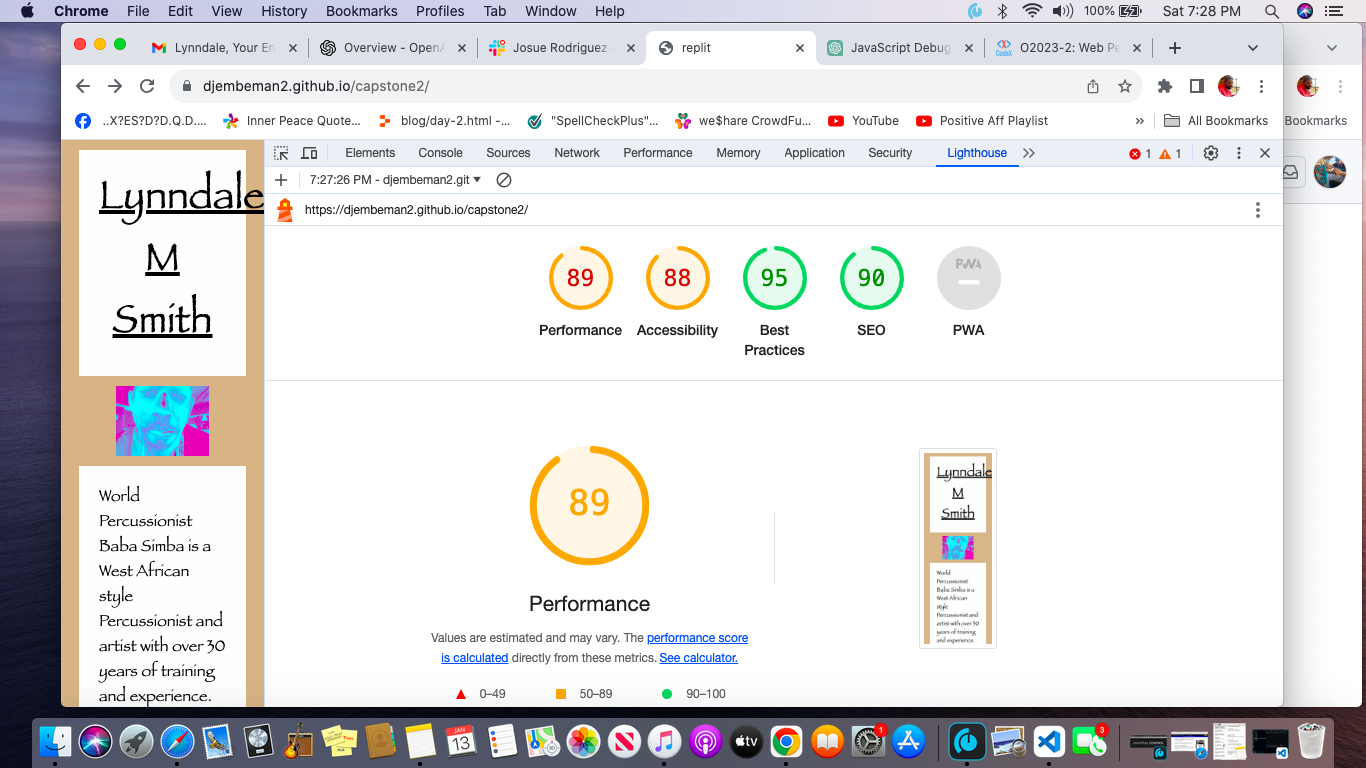 Chrome File Edit View History Bookmarks Profiles Tab Window Help 100% Sat 7:28 PM
Lynndale, Your En Overview - OpenA Josue Rodriguez - replit JavaScript Debug O2023-2: Web Pe
djembeman2.github.io/capstone2/
..X?ES?D?D.Q.D.... Inner Peace Quote... blog/day-2.html -... "SpellCheckPlus"... we$hare CrowdFu... YouTube Positive Aff Playlist » All Bookmarks Bookmarks
Elements Console Sources Network Performance Memory Application Security Lighthouse 1 1
7:27:26 PM - djembeman2.git
https://djembeman2.github.io/capstone2/
Lynndale
M
Smith
World
Percussionist
Baba Simba is a
West African
style
Percussionist and
artist with over 30
years of training
and experience.
89 88 95 90 PWA
Performance Accessibility Best Practices SEO PWA
89
Performance
Values are estimated and may vary. The performance score
is calculated directly from these metrics. See calculator.
0–49 50–89 90–100
Lynndale
M
Smith
World
Percussionist
Baba Simba is a
West African
style
Percussionist and
artist with over 30
years of training
and experience.
JAN
13
30
tv
1
3